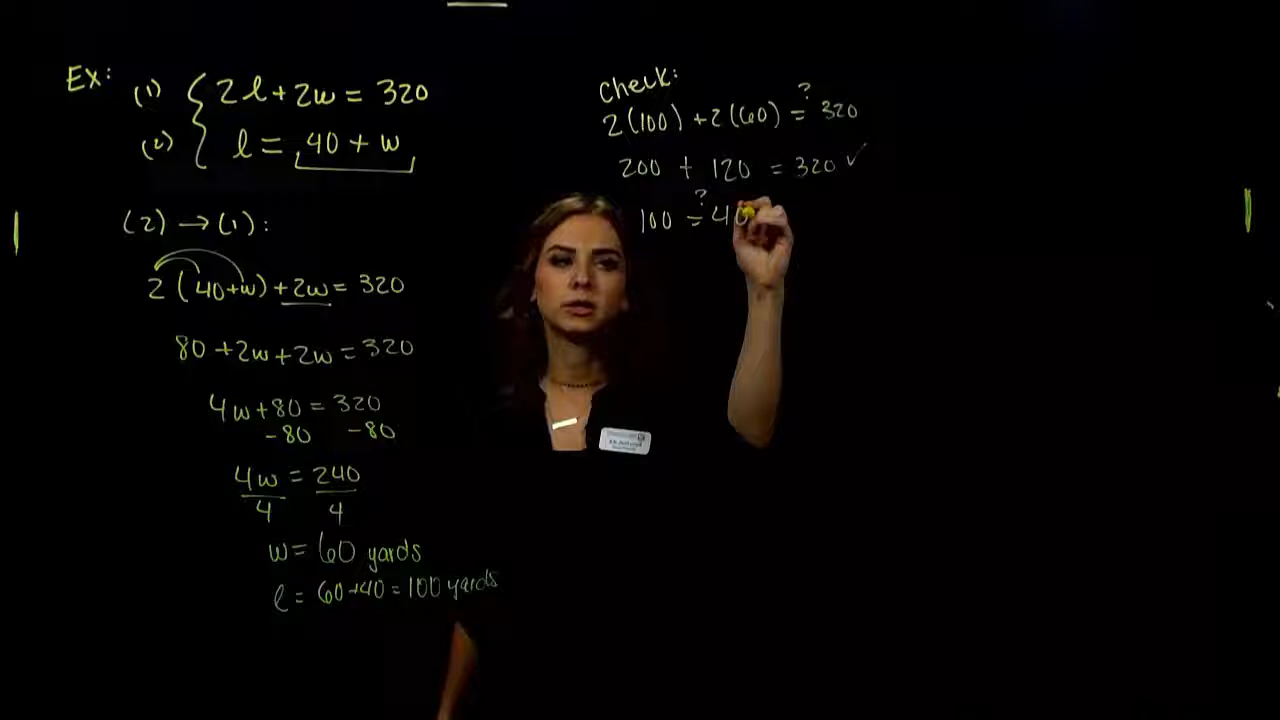 Ex: (1) 2l + 2w = 320
(2) l = 40 + w
(2) → (1):
2(40+w) + 2w = 320
80 + 2w + 2w = 320
4w + 80 = 320
-80 -80
4w = 240
4 4
w = 60 yards
l = 60+40 = 100 yards
Check:
2(100) + 2(60) ?= 320
200 + 120 = 320 ✓
100 ?= 40